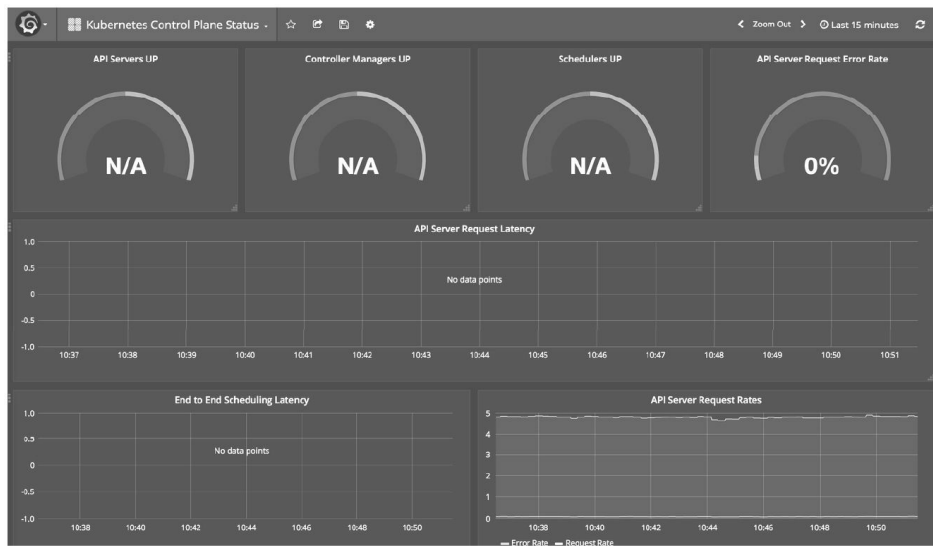 Kubernetes Control Plane Status
Zoom Out Last 15 minutes
API Servers UP
N/A
Controller Managers UP
N/A
Schedulers UP
N/A
API Server Request Error Rate
0%
API Server Request Latency
1.0
0.5
0
-0.5
-1.0
No data points
10:37 10:38 10:39 10:40 10:41 10:42 10:43 10:44 10:45 10:46 10:47 10:48 10:49 10:50 10:51
End to End Scheduling Latency
1.0
0.5
0
-0.5
-1.0
No data points
10:38 10:40 10:42 10:44 10:46 10:48 10:50
API Server Request Rates
5
4
3
2
1
0
10:38 10:40 10:42 10:44 10:46 10:48 10:50
Error Rate Request Rate